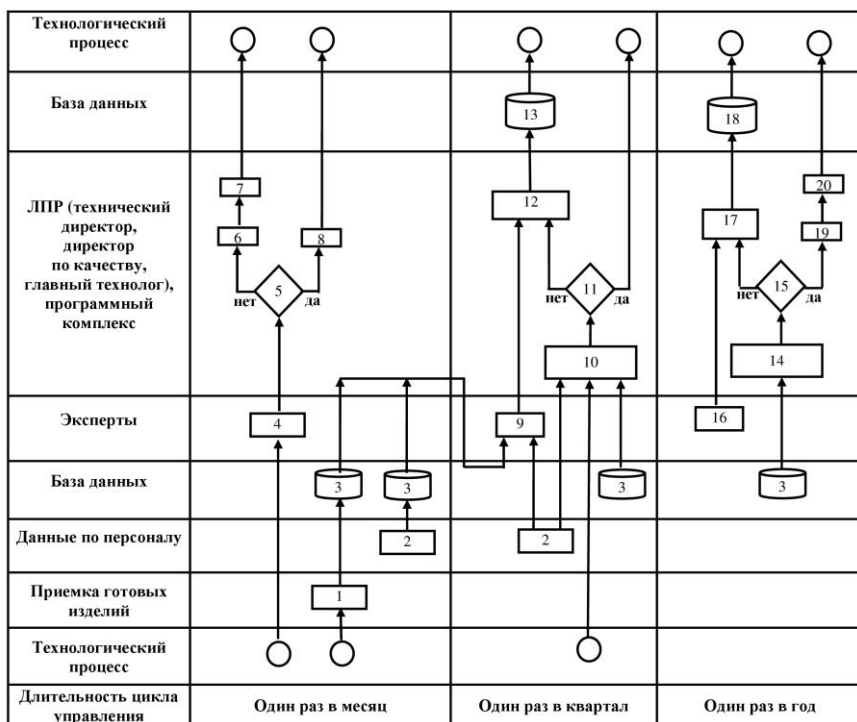 Технологический
процесс
База данных
13
18
ЛПР (технический
директор,
директор
по качеству,
главный технолог),
программный
комплекс
7
6
8
5
нет
да
12
11
нет
да
10
20
17
19
15
нет
да
14
Эксперты
4
9
16
База данных
3
3
3
3
Данные по персоналу
2
2
Приемка готовых
изделий
1
Технологический
процесс
Длительность цикла
управления
Один раз в месяц
Один раз в квартал
Один раз в год